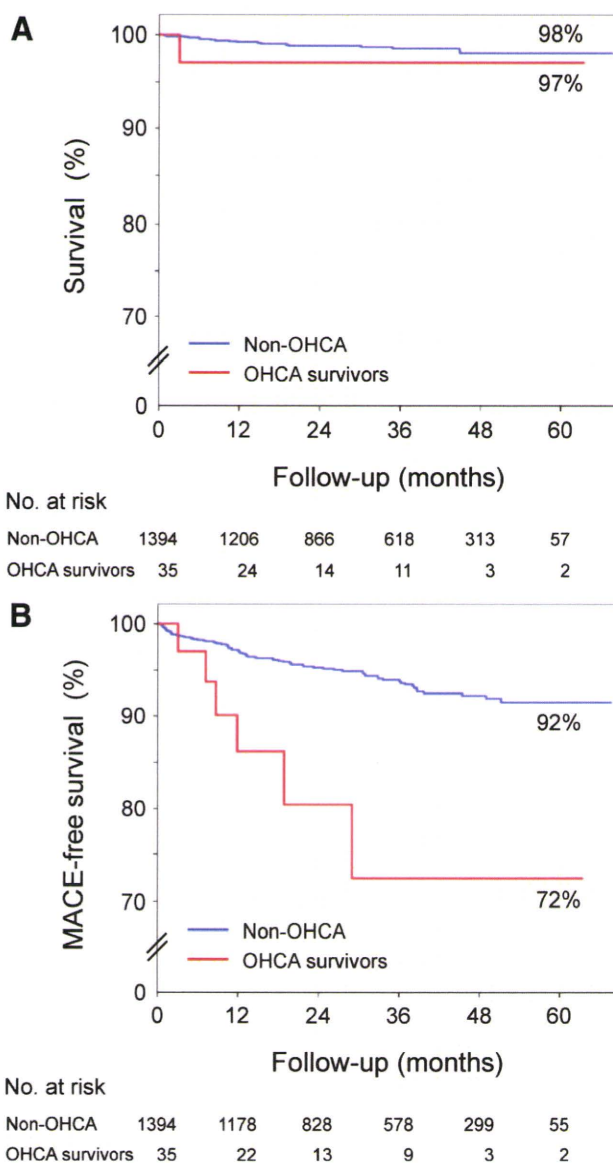 A
100
98%
97%
90
80
70
0
Survival (%)
Non-OHCA
OHCA survivors
0 12 24 36 48 60
Follow-up (months)
No. at risk
Non-OHCA 1394 1206 866 618 313 57
OHCA survivors 35 24 14 11 3 2
B
100
90
92%
80
70
72%
0
MACE-free survival (%)
Non-OHCA
OHCA survivors
0 12 24 36 48 60
Follow-up (months)
No. at risk
Non-OHCA 1394 1178 828 578 299 55
OHCA survivors 35 22 13 9 3 2